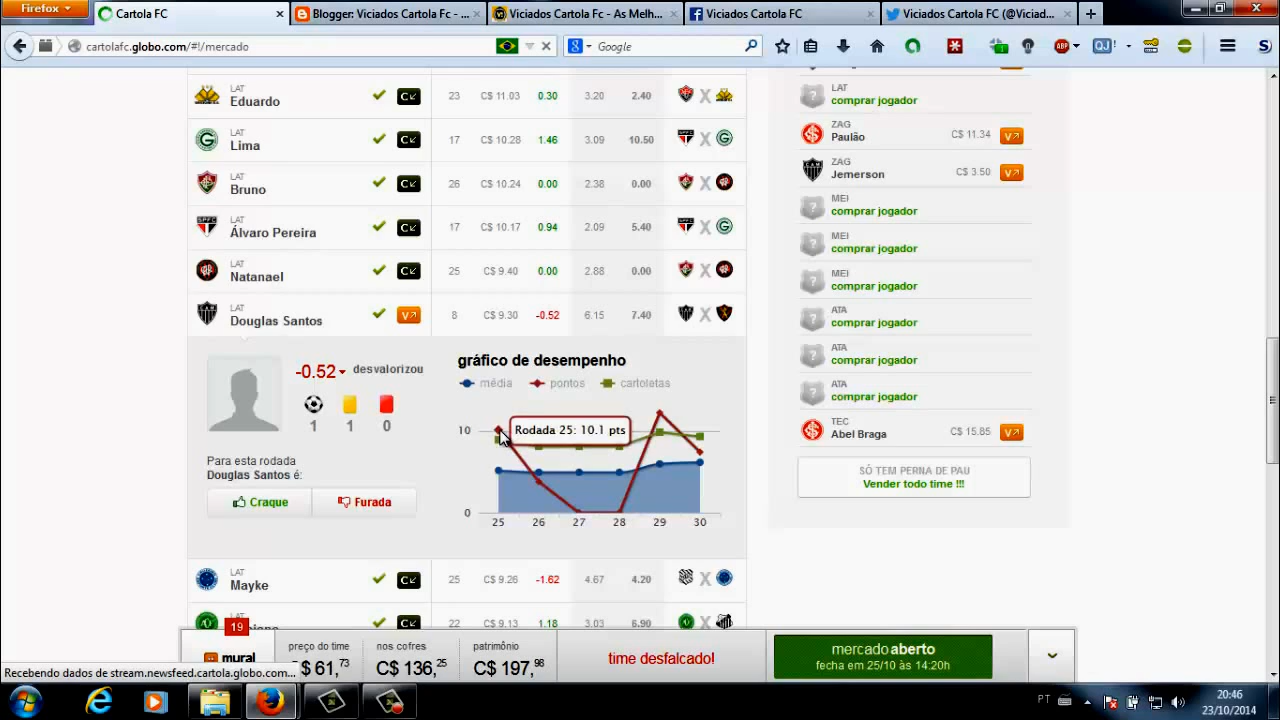 Firefox
Cartola FC
Blogger: Viciados Cartola Fc - ...
Viciados Cartola Fc - As Melh...
Viciados Cartola FC
Viciados Cartola FC (@Viciad...
cartolafc.globo.com/#!/mercado
Google
LAT
Eduardo
23 C$ 11.03 0.30 3.20 2.40
LAT
Lima
17 C$ 10.28 1.46 3.09 10.50
LAT
Bruno
26 C$ 10.24 0.00 2.38 0.00
LAT
Álvaro Pereira
17 C$ 10.17 0.94 2.09 5.40
LAT
Natanael
25 C$ 9.40 0.00 2.88 0.00
LAT
Douglas Santos
8 C$ 9.30 -0.52 6.15 7.40
-0.52 desvalorizou
1 1 0
Para esta rodada
Douglas Santos é:
Craque Furada
gráfico de desempenho
média pontos cartoletas
10
Rodada 25: 10.1 pts
0
25 26 27 28 29 30
LAT
Mayke
25 C$ 9.26 -1.62 4.67 4.20
LAT
22 C$ 9.13 1.18 3.03 6.90
LAT
comprar jogador
ZAG
Paulão
C$ 11.34
ZAG
Jemerson
C$ 3.50
MEI
comprar jogador
MEI
comprar jogador
MEI
comprar jogador
ATA
comprar jogador
ATA
comprar jogador
ATA
comprar jogador
TEC
Abel Braga
C$ 15.85
SÓ TEM PERNA DE PAU
Vender todo time !!!
19
mural
preço do time
$ 61,73
nos cofres
C$ 136,25
patrimônio
C$ 197,98
time desfalcado!
mercado aberto
fecha em 25/10 às 14:20h
Recebendo dados de stream.newsfeed.cartola.globo.com...
PT
20:46
23/10/2014